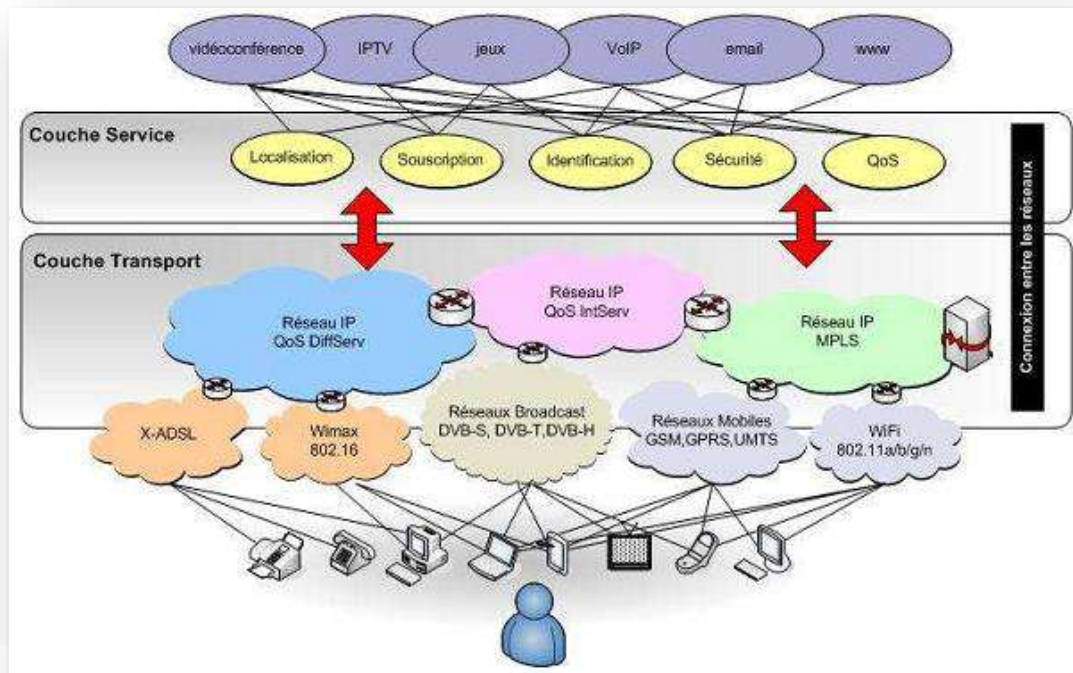 vidéoconférence
IPTV
jeux
VoIP
email
www
Couche Service
Localisation
Souscription
Identification
Sécurité
QoS
Connexion entre les réseaux
Couche Transport
Réseau IP
QoS DiffServ
Réseau IP
QoS IntServ
Réseau IP
MPLS
X-ADSL
Wimax
802.16
Réseaux Broadcast
DVB-S, DVB-T,DVB-H
Réseaux Mobiles
GSM,GPRS,UMTS
WiFi
802.11a/b/g/n